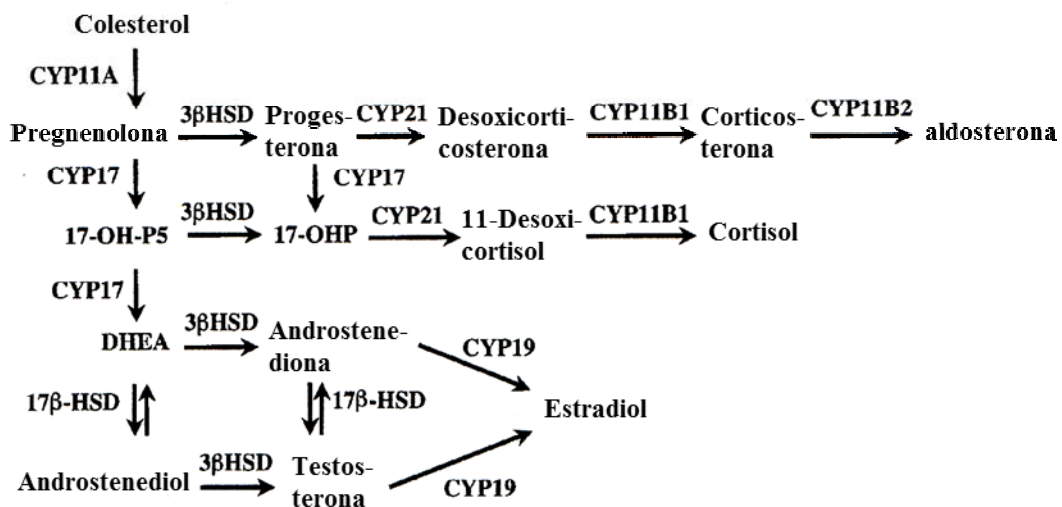 Colesterol
CYP11A
3βHSD
Proges-
CYP21
Desoxicorti-
CYP11B1
Corticos-
CYP11B2
Pregnenolona
terona
costerona
terona
aldosterona
CYP17
CYP17
17-OH-P5
3βHSD
17-OHP
CYP21
11-Desoxi-
cortisol
CYP11B1
Cortisol
CYP17
DHEA
3βHSD
Androstene-
diona
CYP19
17β-HSD
17β-HSD
Estradiol
Androstenediol
3βHSD
Testos-
terona
CYP19